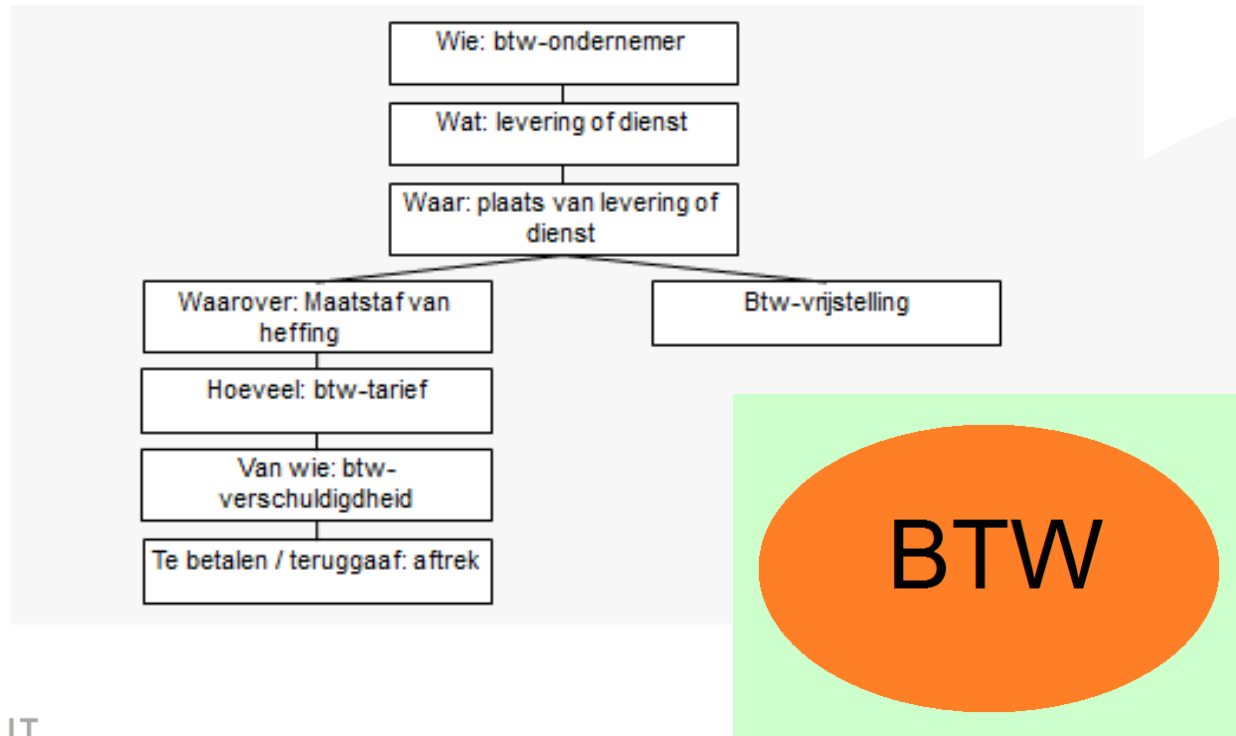 Wie: btw-ondernemer
Wat: levering of dienst
Waar: plaats van levering of
dienst
Waarover: Maatstaf van
heffing
Btw-vrijstelling
Hoeveel: btw-tarief
Van wie: btw-
verschuldigdheid
Te betalen / teruggaaf: aftrek
BTW
IT